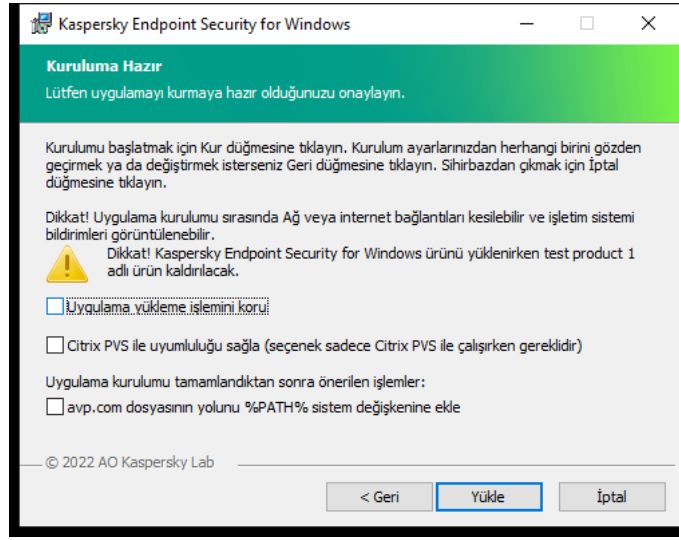 Kaspersky Endpoint Security for Windows
Kuruluma Hazır
Lütfen uygulamayı kurmaya hazır olduğunuzu onaylayın.
Kurulumu başlatmak için Kur düğmesine tıklayın. Kurulum ayarlarınızdan herhangi birini gözden
geçirmek ya da değiştirmek isterseniz Geri düğmesine tıklayın. Sihirbazdan çıkmak için İptal
düğmesine tıklayın.
Dikkat! Uygulama kurulumu sırasında Ağ veya internet bağlantıları kesilebilir ve işletim sistemi
bildirimleri görüntülenebilir.
Dikkat! Kaspersky Endpoint Security for Windows ürünü yüklenirken test product 1
adlı ürün kaldırılacak.
Uygulama yükleme işlemini koru
Citrix PVS ile uyumluluğu sağla (seçenek sadece Citrix PVS ile çalışırken gereklidir)
Uygulama kurulumu tamamlandıktan sonra önerilen işlemler:
avp.com dosyasının yolunu %PATH% sistem değişkenine ekle
© 2022 AO Kaspersky Lab
< Geri
Yükle
İptal